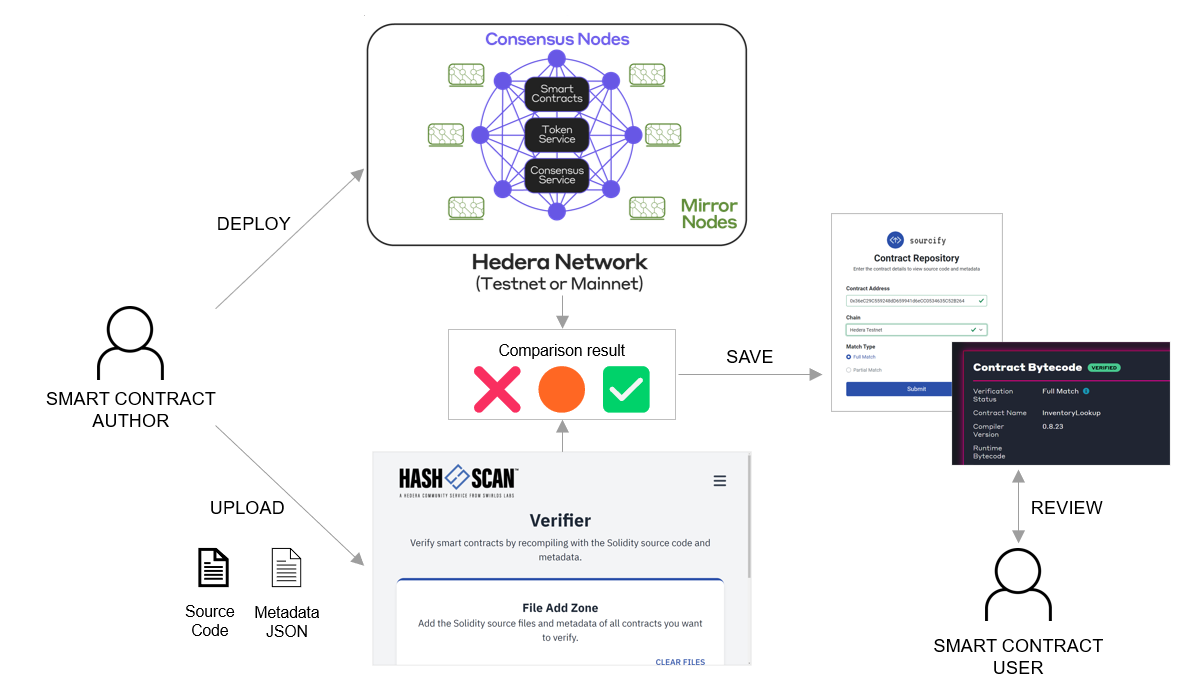 Consensus Nodes
Smart
Contracts
Token
Service
Consensus
Service
Mirror
Nodes
DEPLOY
Hedera Network
(Testnet or Mainnet)
SMART CONTRACT
AUTHOR
Comparison result
SAVE
sourcify
Contract Repository
Enter the contract details to view source code and metadata
Contract Address
Chain
Hedera Testnet
Match Type
Full Match
Partial Match
Submit
Contract Bytecode VERIFIED
Verification
Status
Full Match
Contract Name InventoryLookup
Compiler
Version
0.8.23
Runtime
Bytecode
UPLOAD
Source
Code
Metadata
JSON
HASH SCAN™
A HEDERA COMMUNITY SERVICE FROM SWIRLDS LABS
Verifier
Verify smart contracts by recompiling with the Solidity source code and
metadata.
File Add Zone
Add the Solidity source files and metadata of all contracts you want
to verify.
CLEAR FILES
REVIEW
SMART CONTRACT
USER